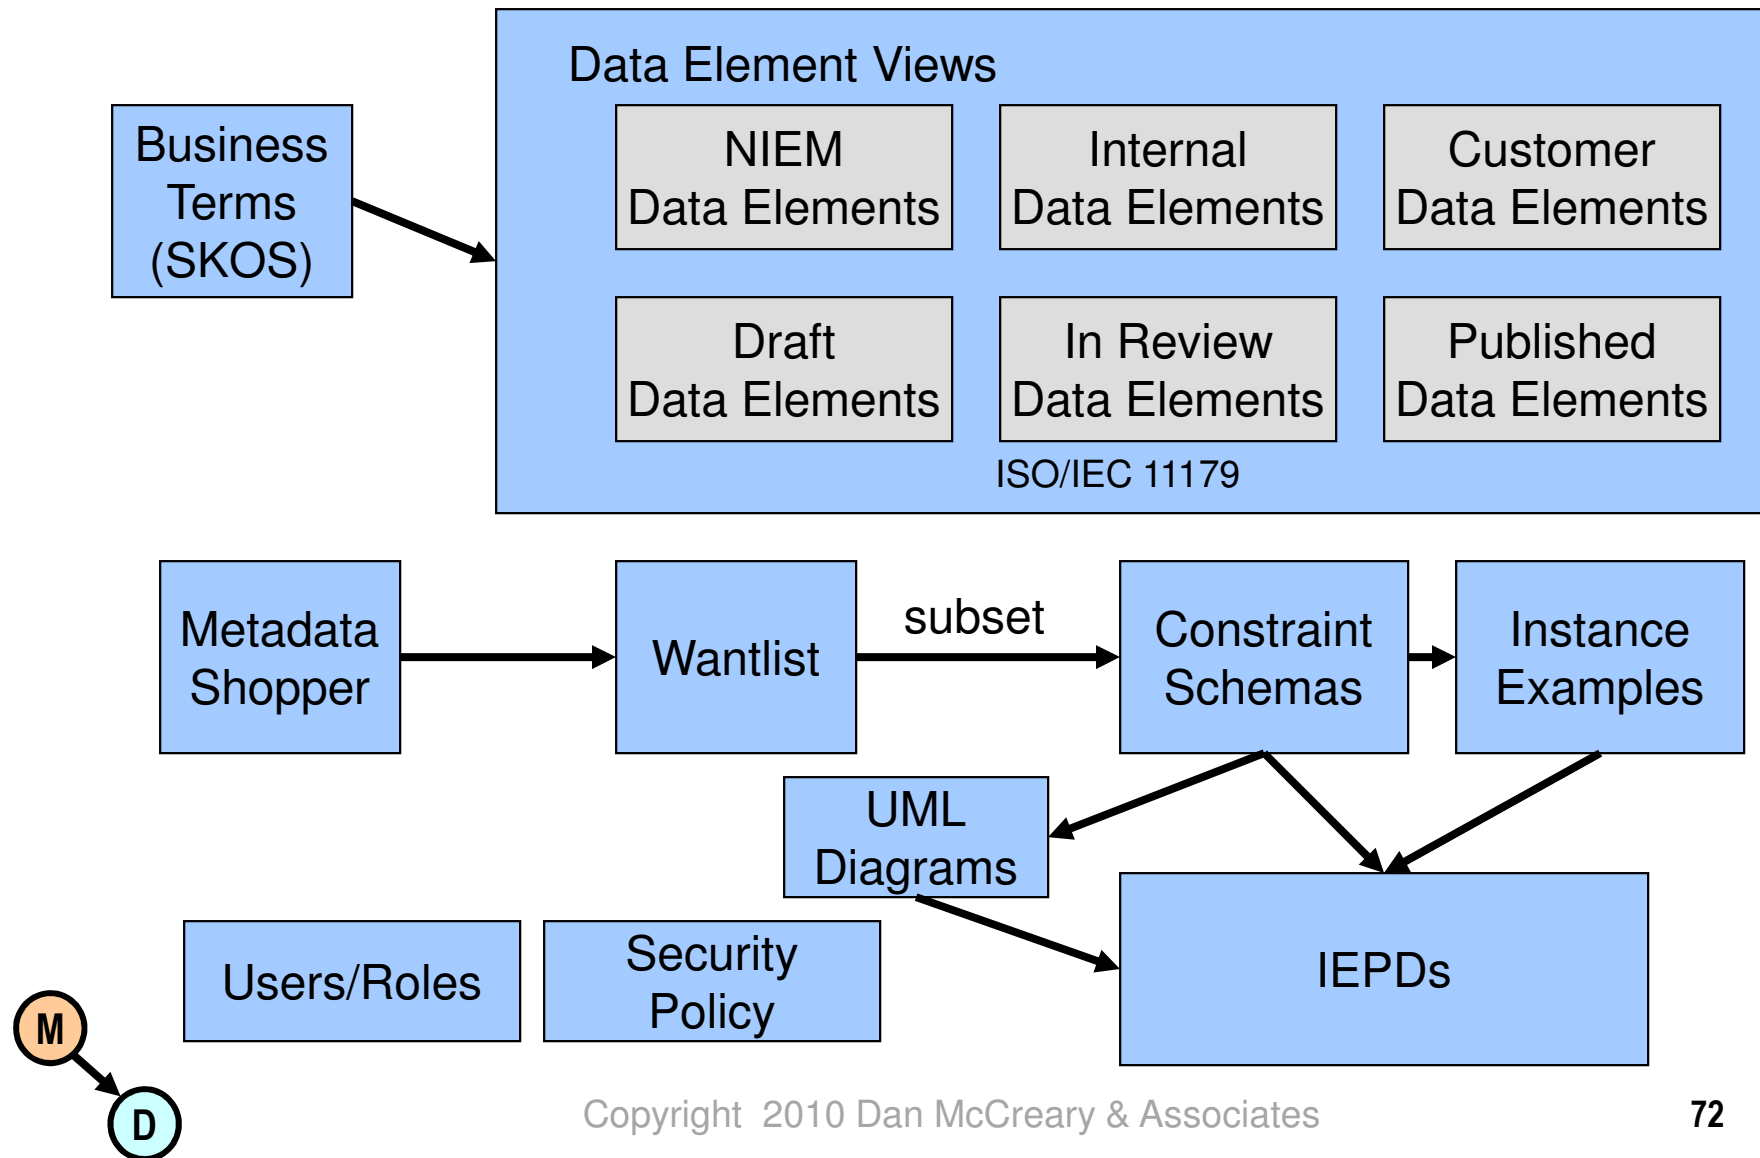 Data Element Views
Business
Terms
(SKOS)
NIEM
Data Elements
Internal
Data Elements
Customer
Data Elements
Draft
Data Elements
In Review
Data Elements
Published
Data Elements
ISO/IEC 11179
Metadata
Shopper
Wantlist
subset
Constraint
Schemas
Instance
Examples
UML
Diagrams
Users/Roles
Security
Policy
IEPDs
M
D
Copyright 2010 Dan McCreary & Associates
72